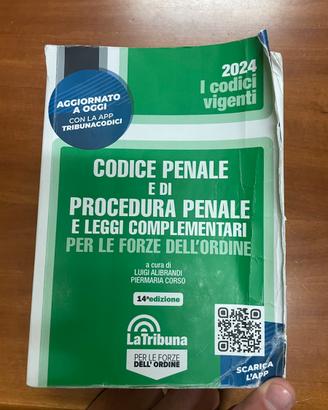 2024
I codici
vigenti
AGGIORNATO
A OGGI
CON LA APP
TRIBUNACODICI
CODICE PENALE
E DI
PROCEDURA PENALE
E LEGGI COMPLEMENTARI
PER LE FORZE DELL'ORDINE
a cura di
LUIGI ALIBRANDI
PIERMARIA CORSO
14ª edizione
LaTribuna
PER LE FORZE
DELL'ORDINE
SCARICA
L'APP